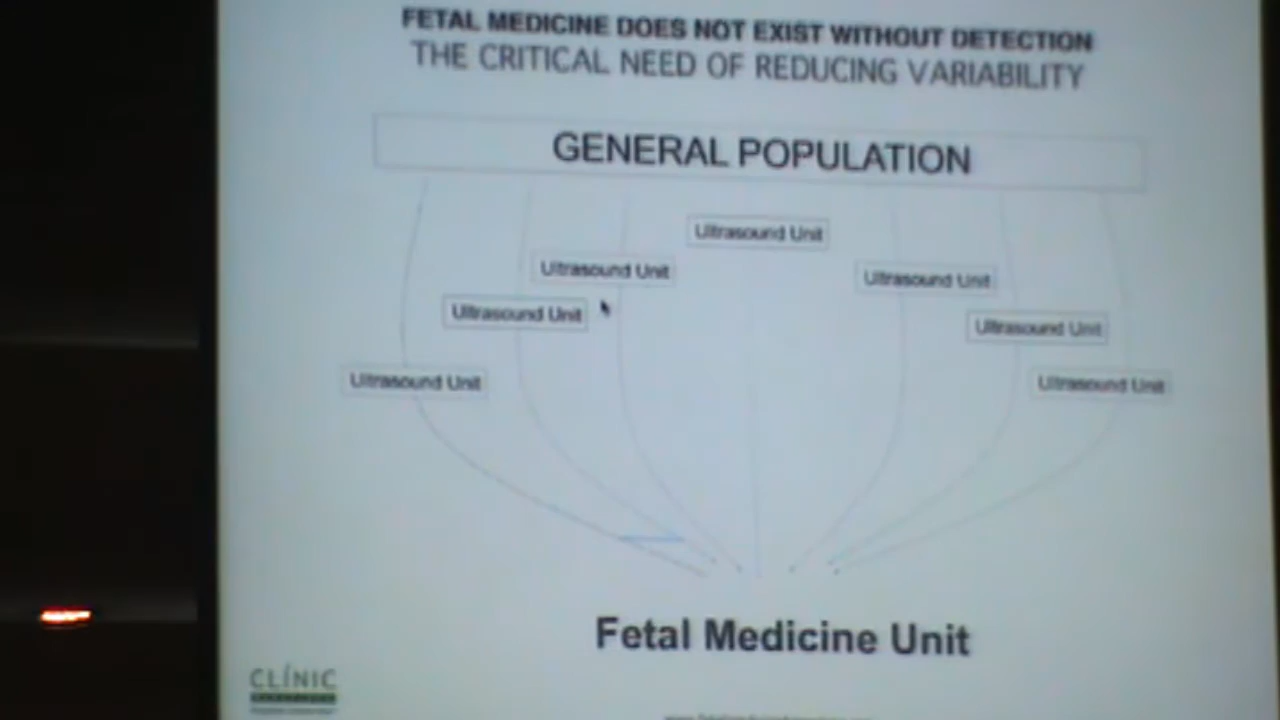 FETAL MEDICINE DOES NOT EXIST WITHOUT DETECTION
THE CRITICAL NEED OF REDUCING VARIABILITY
GENERAL POPULATION
Ultrasound Unit
Ultrasound Unit
Ultrasound Unit
Ultrasound Unit
Ultrasound Unit
Ultrasound Unit
Ultrasound Unit
Fetal Medicine Unit
CLÍNIC